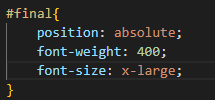 #final{
    position: absolute;
    font-weight: 400;
    font-size: x-large;
}